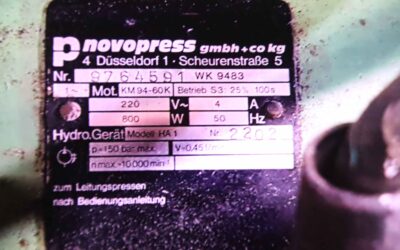 novopress gmbh+co kg
4 Düsseldorf 1 · Scheurenstraße 5
Nr. 9764591 WK 9483
1~ Mot. KM 94-60K Betrieb S3: 25% 100s
220 V~ 4 A
800 W 50 Hz
Hydro.Gerät Modell HA 1 Nr. 2202
p=150 bar max. V=0,45 l/min
n max ~10000 min⁻¹
zum Leitungspressen
nach Bedienungsanleitung